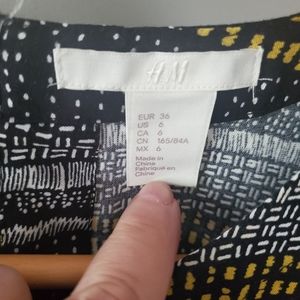 H&M
EUR 36
US 6
CA 6
CN 165/84A
MX 6
Made in
China
Fabriqué en
Chine